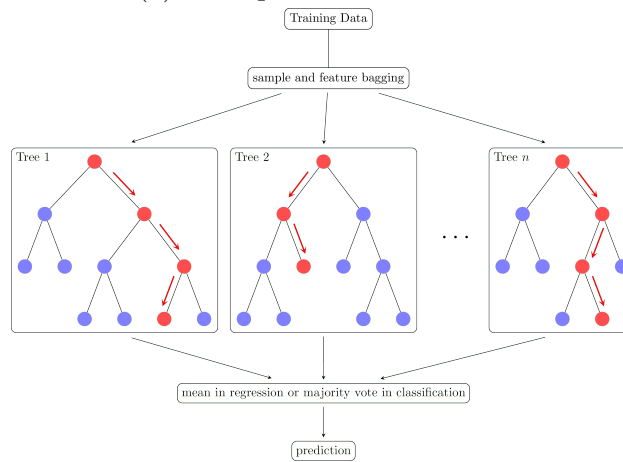 Training Data
sample and feature bagging
Tree 1
Tree 2
Tree n
. . .
mean in regression or majority vote in classification
prediction